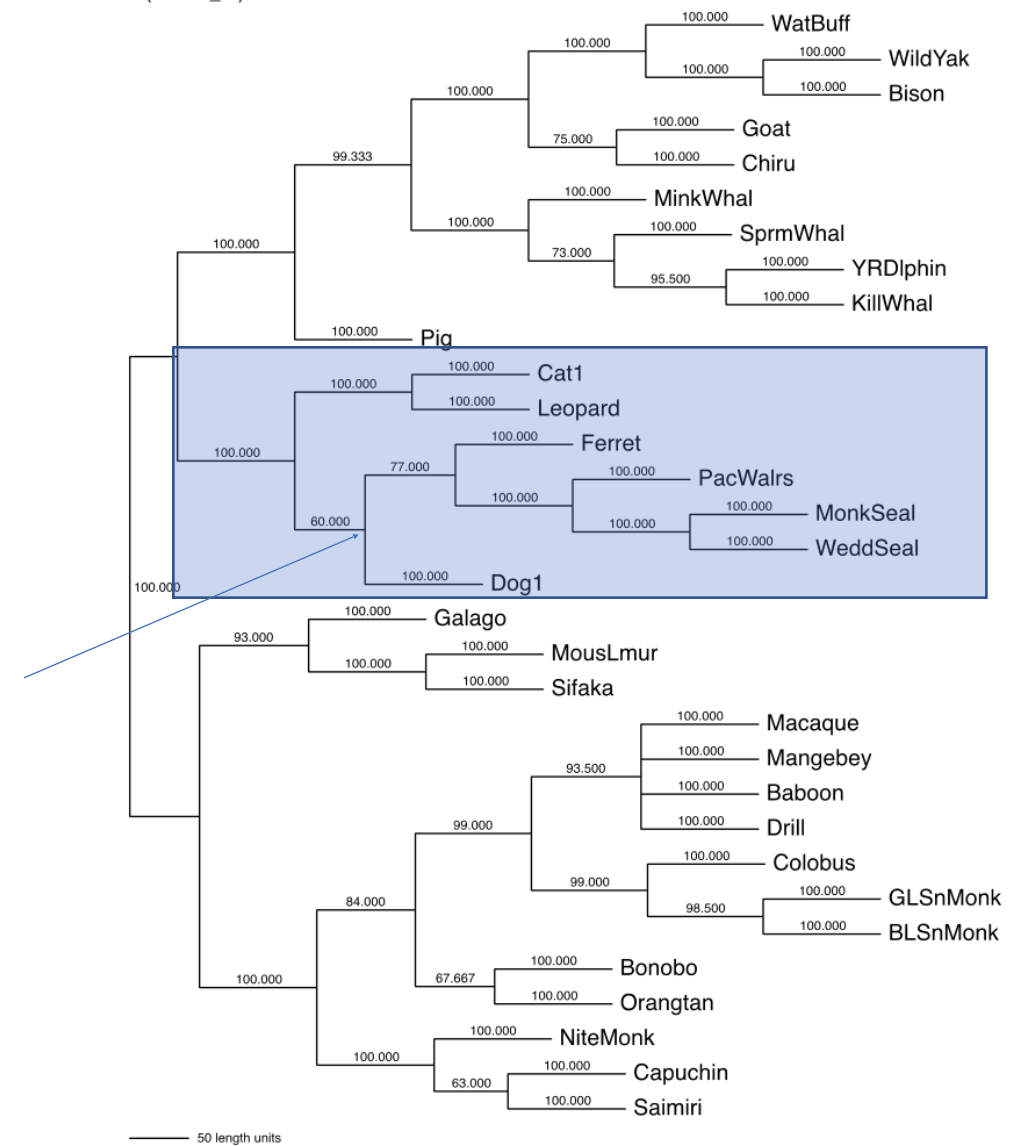 100.000 WatBuff
100.000
100.000 WildYak
100.000
100.000 Bison
100.000
100.000 Goat
75.000
100.000 Chiru
99.333
100.000 MinkWhal
100.000
100.000 SprmWhal
73.000
100.000 YRDlphin
95.500
100.000 KillWhal
100.000
100.000 Pig
100.000 Cat1
100.000
100.000 Leopard
100.000 Ferret
100.000
77.000
100.000 PacWalrs
100.000
100.000 MonkSeal
60.000
100.000
100.000 WeddSeal
100.000 Dog1
100.000
100.000 Galago
93.000
100.000 MousLmur
100.000
100.000 Sifaka
100.000 Macaque
100.000 Mangebey
93.500
100.000 Baboon
99.000
100.000 Drill
100.000 Colobus
99.000
100.000 GLSnMonk
84.000
98.500
100.000 BLSnMonk
100.000 Bonobo
100.000
67.667
100.000 Orangtan
100.000 NiteMonk
100.000
100.000 Capuchin
63.000
100.000 Saimiri
50 length units